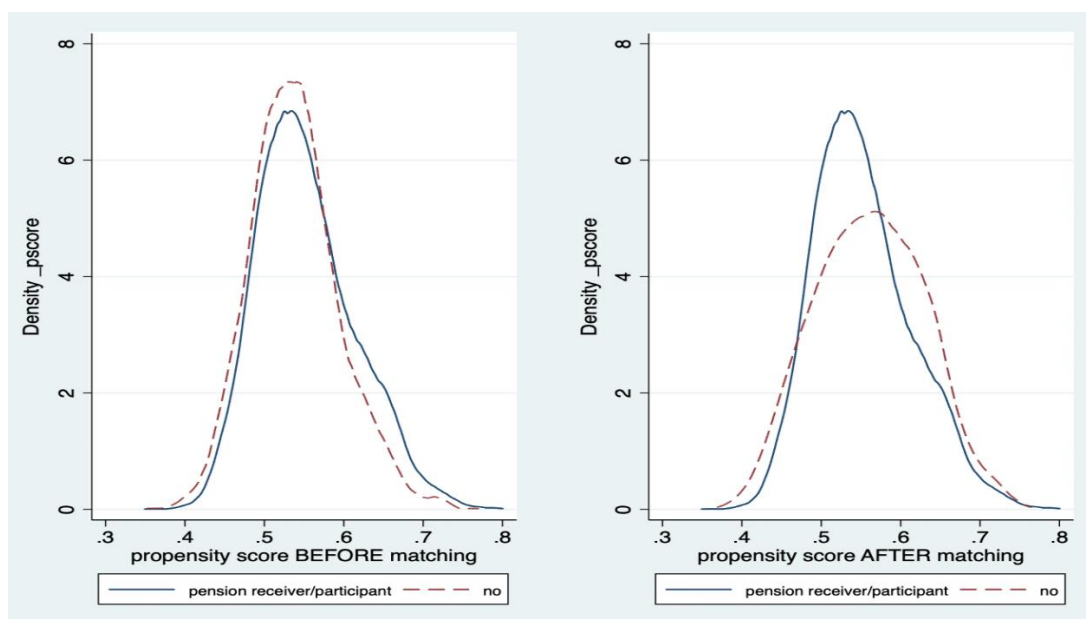 Density _pscore
8
6
4
2
0
.3 .4 .5 .6 .7 .8
propensity score BEFORE matching
pension receiver/participant no
Density _pscore
8
6
4
2
0
.3 .4 .5 .6 .7 .8
propensity score AFTER matching
pension receiver/participant no